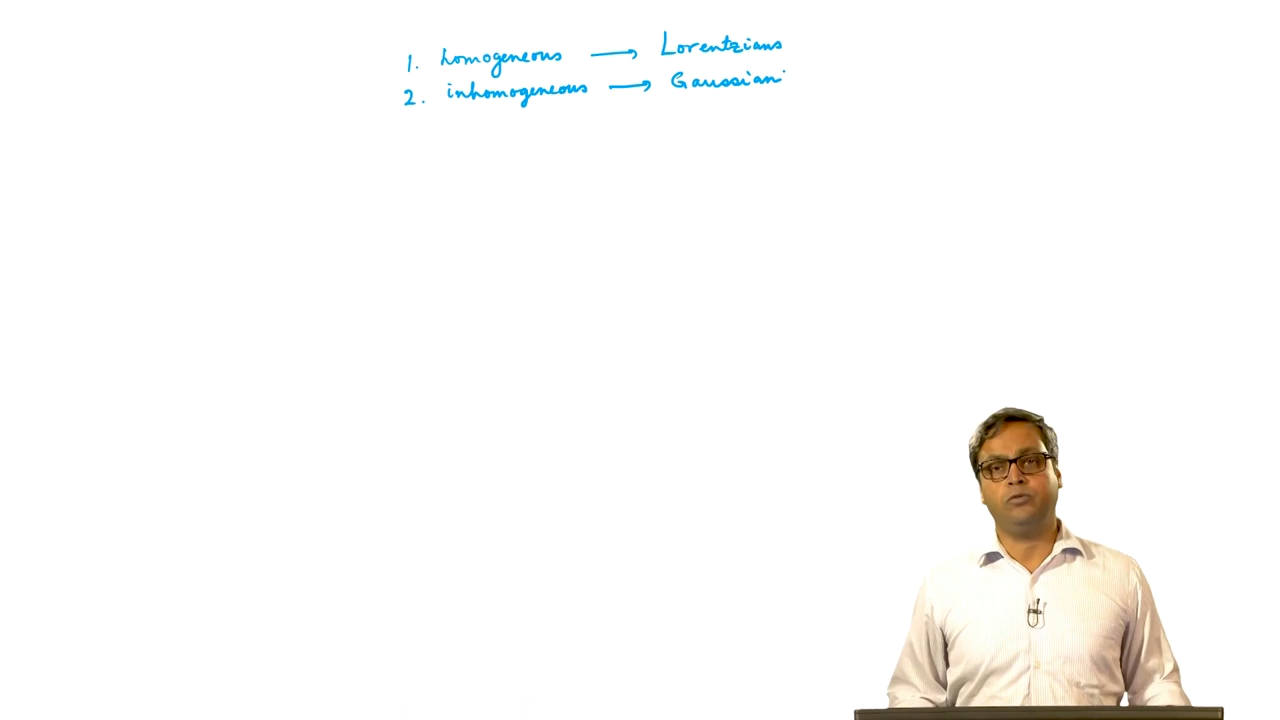 1. homogeneous → Lorentzians
2. inhomogeneous → Gaussian